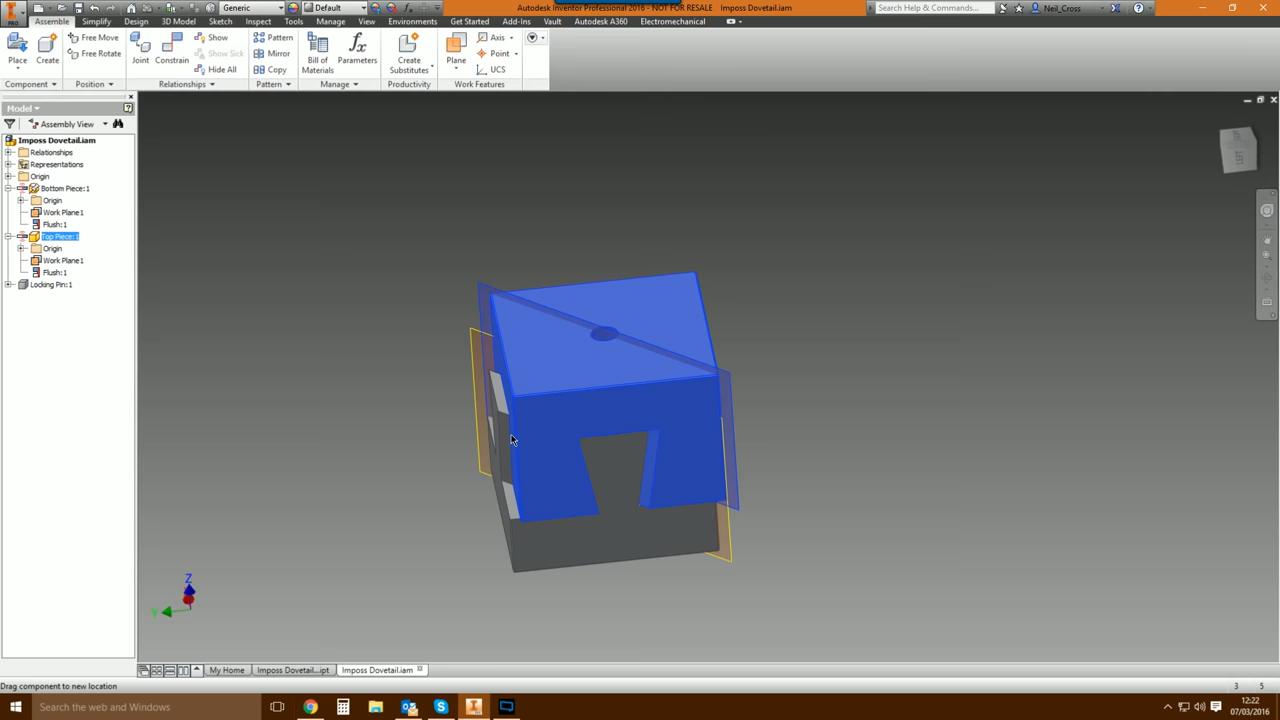 Autodesk Inventor Professional 2016 - NOT FOR RESALE Imposs Dovetail.iam
Generic
Default
Search Help & Commands...
Neil_Cross
PRO
Assemble Simplify Design 3D Model Sketch Inspect Tools Manage View Environments Get Started Add-Ins Vault Autodesk A360 Electromechanical
Place
Create
Free Move
Free Rotate
Joint
Constrain
Show
Show Sick
Hide All
Pattern
Mirror
Copy
Bill of
Materials
Parameters
Create
Substitutes
Plane
Axis
Point
UCS
Component Position Relationships Pattern Manage Productivity Work Features
Model
Assembly View
Imposs Dovetail.iam
Relationships
Representations
Origin
Bottom Piece:1
Origin
Work Plane1
Flush:1
Top Piece:1
Origin
Work Plane1
Flush:1
Locking Pin:1
LEFT
Z
Y
My Home Imposs Dovetail...ipt Imposs Dovetail.iam
Drag component to new location
3 5
Search the web and Windows
12:22
07/03/2016